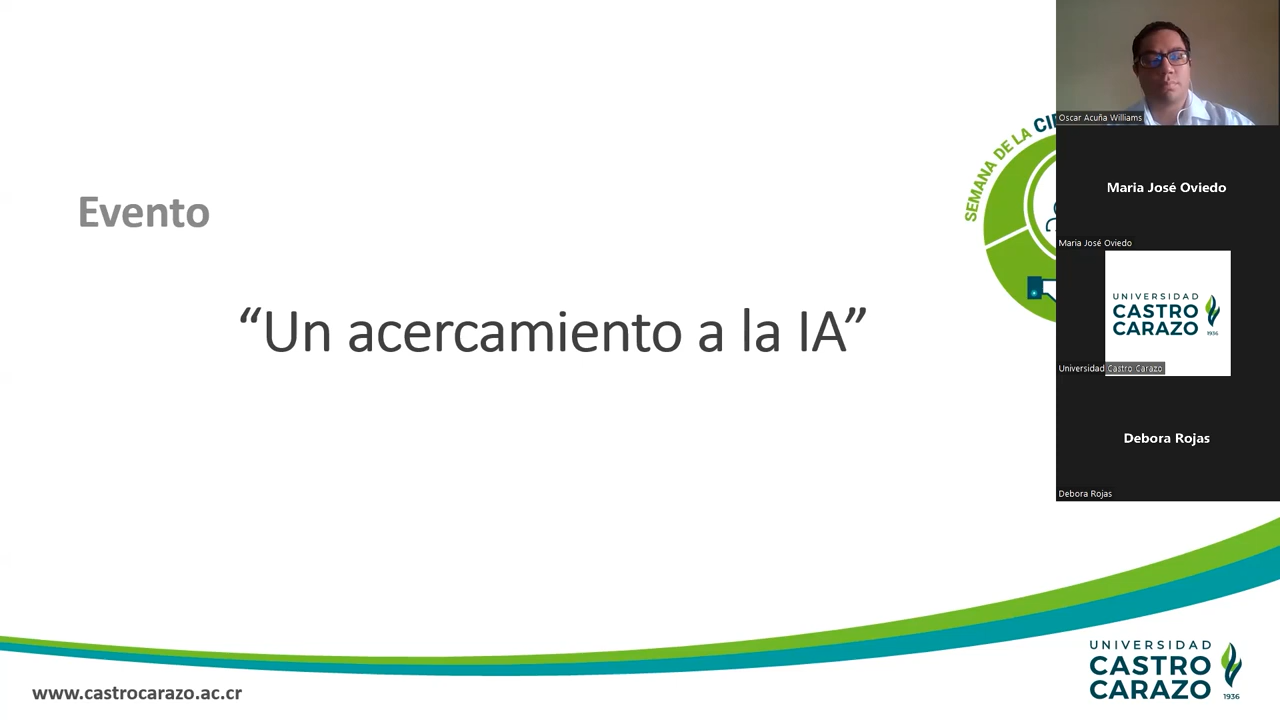 Evento
“Un acercamiento a la IA”
SEMANA DE LA
www.castrocarazo.ac.cr
UNIVERSIDAD
CASTRO
CARAZO
1936
Oscar Acuña Williams
Maria José Oviedo
Maria José Oviedo
UNIVERSIDAD
CASTRO
CARAZO
1936
Universidad Castro Carazo
Debora Rojas
Debora Rojas